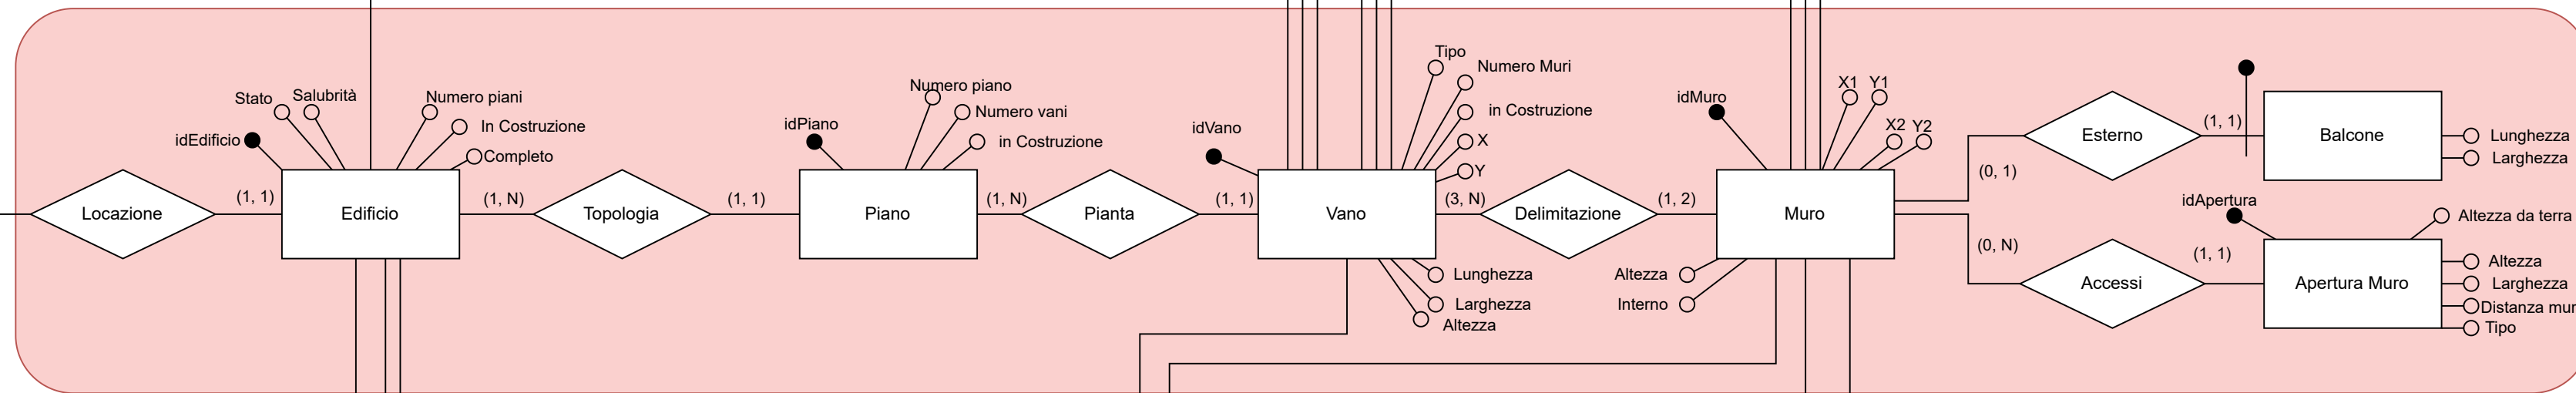 Locazione
(1, 1)
idEdificio
Stato
Salubrità
Numero piani
In Costruzione
Completo
Edificio
(1, N)
Topologia
(1, 1)
idPiano
Numero piano
Numero vani
in Costruzione
Piano
(1, N)
Pianta
(1, 1)
idVano
Tipo
Numero Muri
in Costruzione
X
Y
Vano
Lunghezza
Larghezza
Altezza
(3, N)
Delimitazione
(1, 2)
idMuro
X1
Y1
X2
Y2
Muro
Altezza
Interno
(0, 1)
Esterno
(1, 1)
Balcone
Lunghezza
Larghezza
(0, N)
Accessi
(1, 1)
idApertura
Apertura Muro
Altezza da terra
Altezza
Larghezza
Distanza mur
Tipo